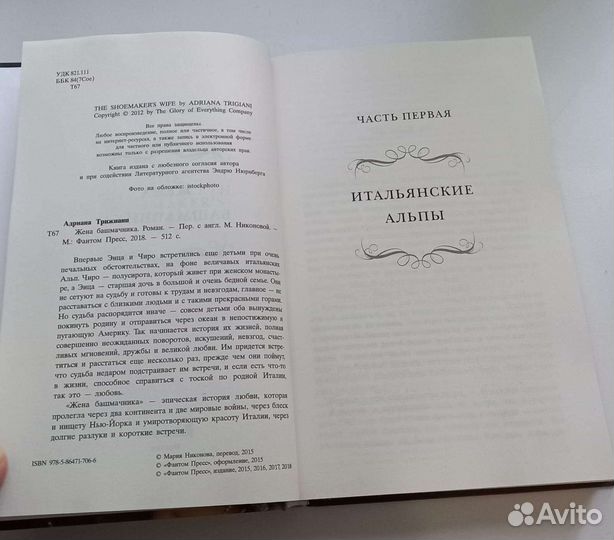 УДК 821.111
ББК 84(7Сое)
Т67
THE SHOEMAKER'S WIFE by ADRIANA TRIGIANI
Copyright © 2012 by The Glory of Everything Company
Все права защищены.
Любое воспроизведение, полное или частичное, в том числе
на интернет-ресурсах, а также запись в электронной форме
для частного или публичного использования
возможны только с разрешения владельца авторских прав.
Книга издана с любезного согласия автора
и при содействии Литературного агентства Эндрю Нюрнберга
Фото на обложке: istockphoto
Адриана Трижиани
Т67 Жена башмачника. Роман. — Пер. с англ. М. Никоновой. —
М.: Фантом Пресс, 2018. — 512 с.
Впервые Энца и Чиро встретились еще детьми при очень
печальных обстоятельствах, на фоне величавых итальянских
Альп. Чиро — полусирота, который живет при женском монасты-
ре, а Энца — старшая дочь в большой и очень бедной семье. Они
не сетуют на судьбу и готовы к трудам и невзгодам, главное — не
расставаться с близкими людьми и с такими прекрасными горами.
Но судьба распорядится иначе — совсем детьми оба вынуждены
покинуть родину и отправиться через океан в непостижимую и
пугающую Америку. Так начинается история их жизней, полная
совершенно неожиданных поворотов, искушений, невзгод, счаст-
ливых мгновений, дружбы и великой любви. Им придется встре-
титься и расстаться еще несколько раз, прежде чем они поймут,
что судьба недаром подстраивает им встречи, и если есть что-то
в жизни, способное справиться с тоской по родной Италии,
так это — любовь.
«Жена башмачника» — эпическая история любви, которая
пролегла через два континента и две мировые войны, через блеск
и нищету Нью-Йорка и умиротворяющую красоту Италии, через
долгие разлуки и короткие встречи.
© Мария Никонова, перевод, 2015
© «Фантом Пресс», оформление, 2015
ISBN 978-5-86471-706-6 © «Фантом Пресс», издание, 2015, 2016, 2017, 2018
ЧАСТЬ ПЕРВАЯ
ИТАЛЬЯНСКИЕ
АЛЬПЫ
Avito